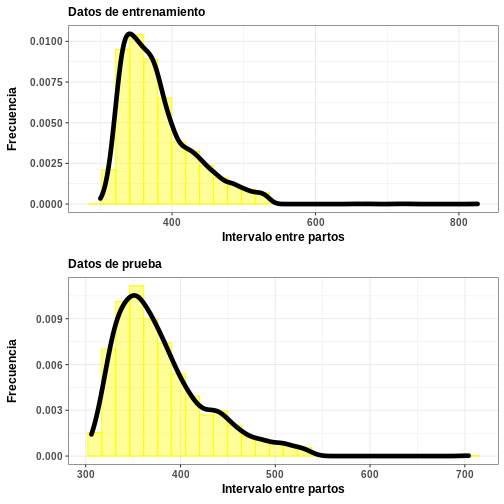 Datos de entrenamiento
Frecuencia
0.0100
0.0075
0.0050
0.0025
0.0000
400 600 800
Intervalo entre partos
Datos de prueba
Frecuencia
0.009
0.006
0.003
0.000
300 400 500 600 700
Intervalo entre partos